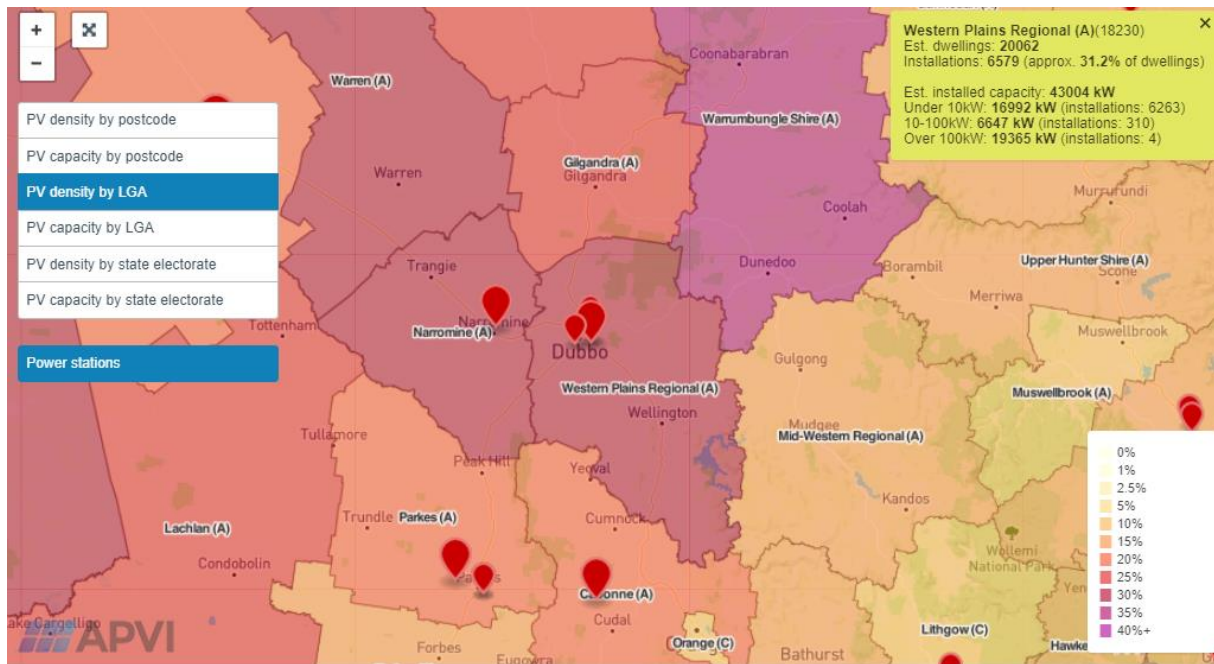 +
−
PV density by postcode
PV capacity by postcode
PV density by LGA
PV capacity by LGA
PV density by state electorate
PV capacity by state electorate
Power stations
×
Western Plains Regional (A)(18230)
Est. dwellings: 20062
Installations: 6579 (approx. 31.2% of dwellings)
Est. installed capacity: 43004 kW
Under 10kW: 16992 kW (installations: 6263)
10-100kW: 6647 kW (installations: 310)
Over 100kW: 19365 kW (installations: 4)
Coonabarabran
Warren (A)
Warrumbungle Shire (A)
Gilgandra (A)
Gilgandra
Warren
Murrurundi
Coolah
Trangie
Dunedoo
Borambil
Upper Hunter Shire (A)
Scone
Merriwa
Tottenham
Narromine (A)
Dubbo
Muswellbrook
Gulgong
Western Plains Regional (A)
Muswellbrook (A)
Wellington
Mudgee
Mid-Western Regional (A)
Tullamore
Peak Hill
Yeoval
Kandos
Trundle
Parkes (A)
Cumnock
Lachlan (A)
Condobolin
Wollemi
National Park
Cabonne (A)
Cudal
Lake Cargelligo
APVI
Forbes
Eugowra
Orange (C)
Bathurst
Lithgow (C)
0%
1%
2.5%
5%
10%
15%
20%
25%
30%
35%
40%+